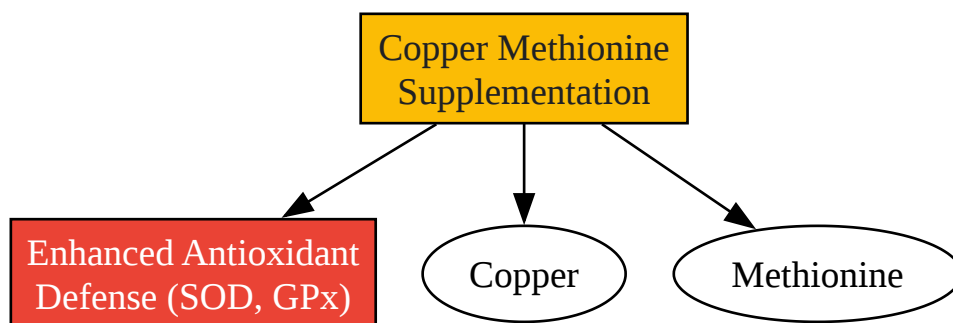 Copper Methionine
Supplementation
Enhanced Antioxidant
Defense (SOD, GPx)
Copper
Methionine